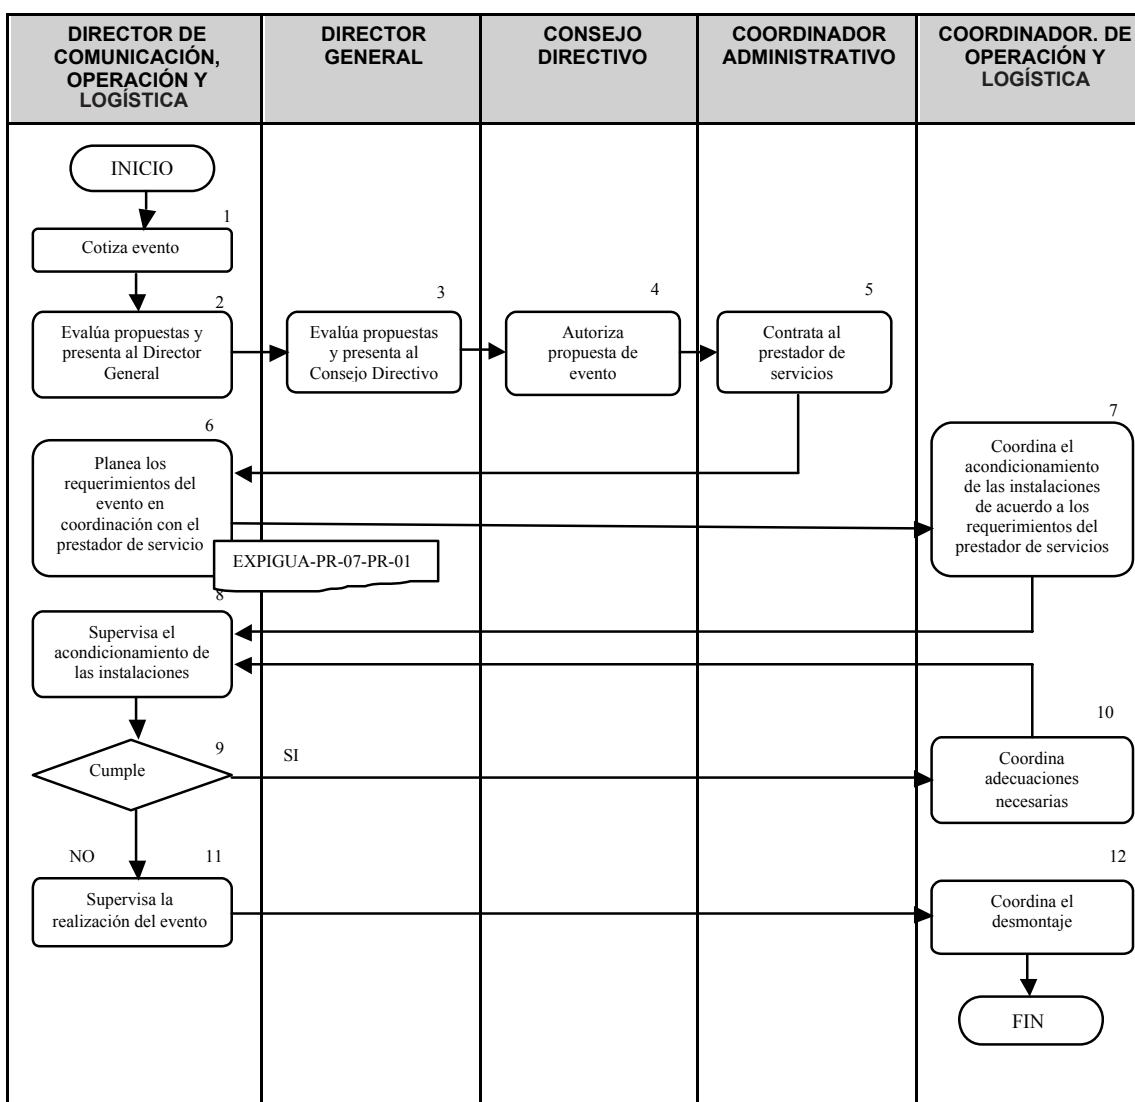 DIRECTOR DE
COMUNICACIÓN,
OPERACIÓN Y
LOGÍSTICA
DIRECTOR
GENERAL
CONSEJO
DIRECTIVO
COORDINADOR
ADMINISTRATIVO
COORDINADOR. DE
OPERACIÓN Y
LOGÍSTICA
INICIO
1
Cotiza evento
2
Evalúa propuestas y
presenta al Director
General
3
Evalúa propuestas
y presenta al
Consejo Directivo
4
Autoriza
propuesta de
evento
5
Contrata al
prestador de
servicios
6
Planea los
requerimientos del
evento en
coordinación con el
prestador de servicio
EXPIGUA-PR-07-PR-01
7
Coordina el
acondicionamiento
de las instalaciones
de acuerdo a los
requerimientos del
prestador de servicios
8
Supervisa el
acondicionamiento de
las instalaciones
9
Cumple
SI
10
Coordina
adecuaciones
necesarias
NO
11
Supervisa la
realización del evento
12
Coordina el
desmontaje
FIN